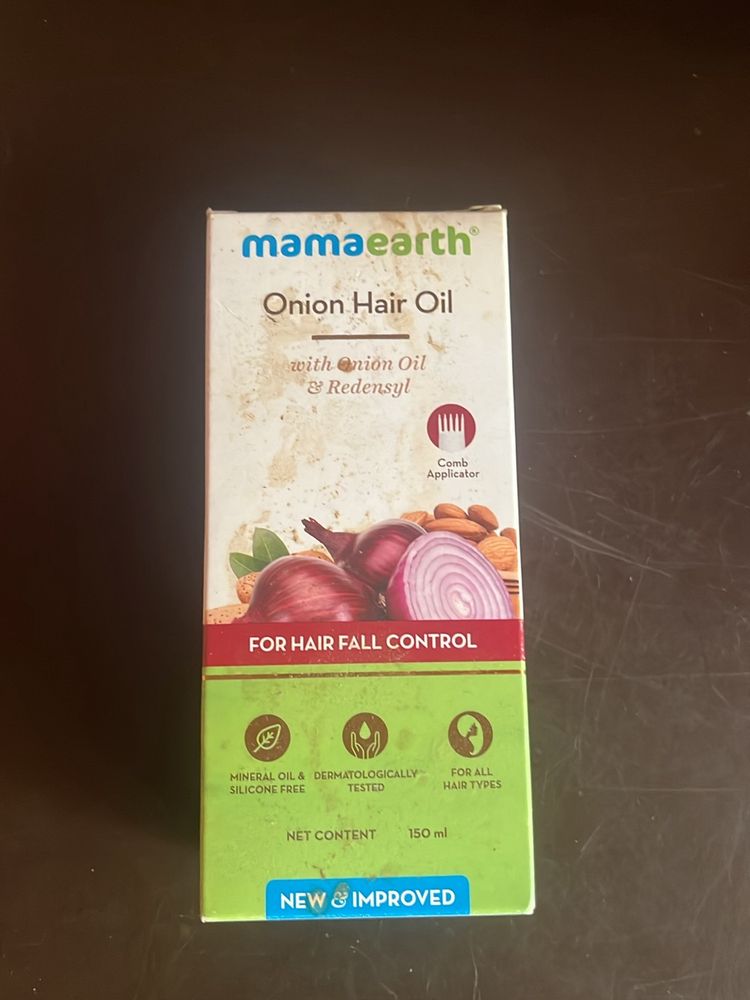 mamaearth®
Onion Hair Oil
with Onion Oil
& Redensyl
Comb
Applicator
FOR HAIR FALL CONTROL
MINERAL OIL &
SILICONE FREE
DERMATOLOGICALLY
TESTED
FOR ALL
HAIR TYPES
NET CONTENT 150 ml
NEW & IMPROVED